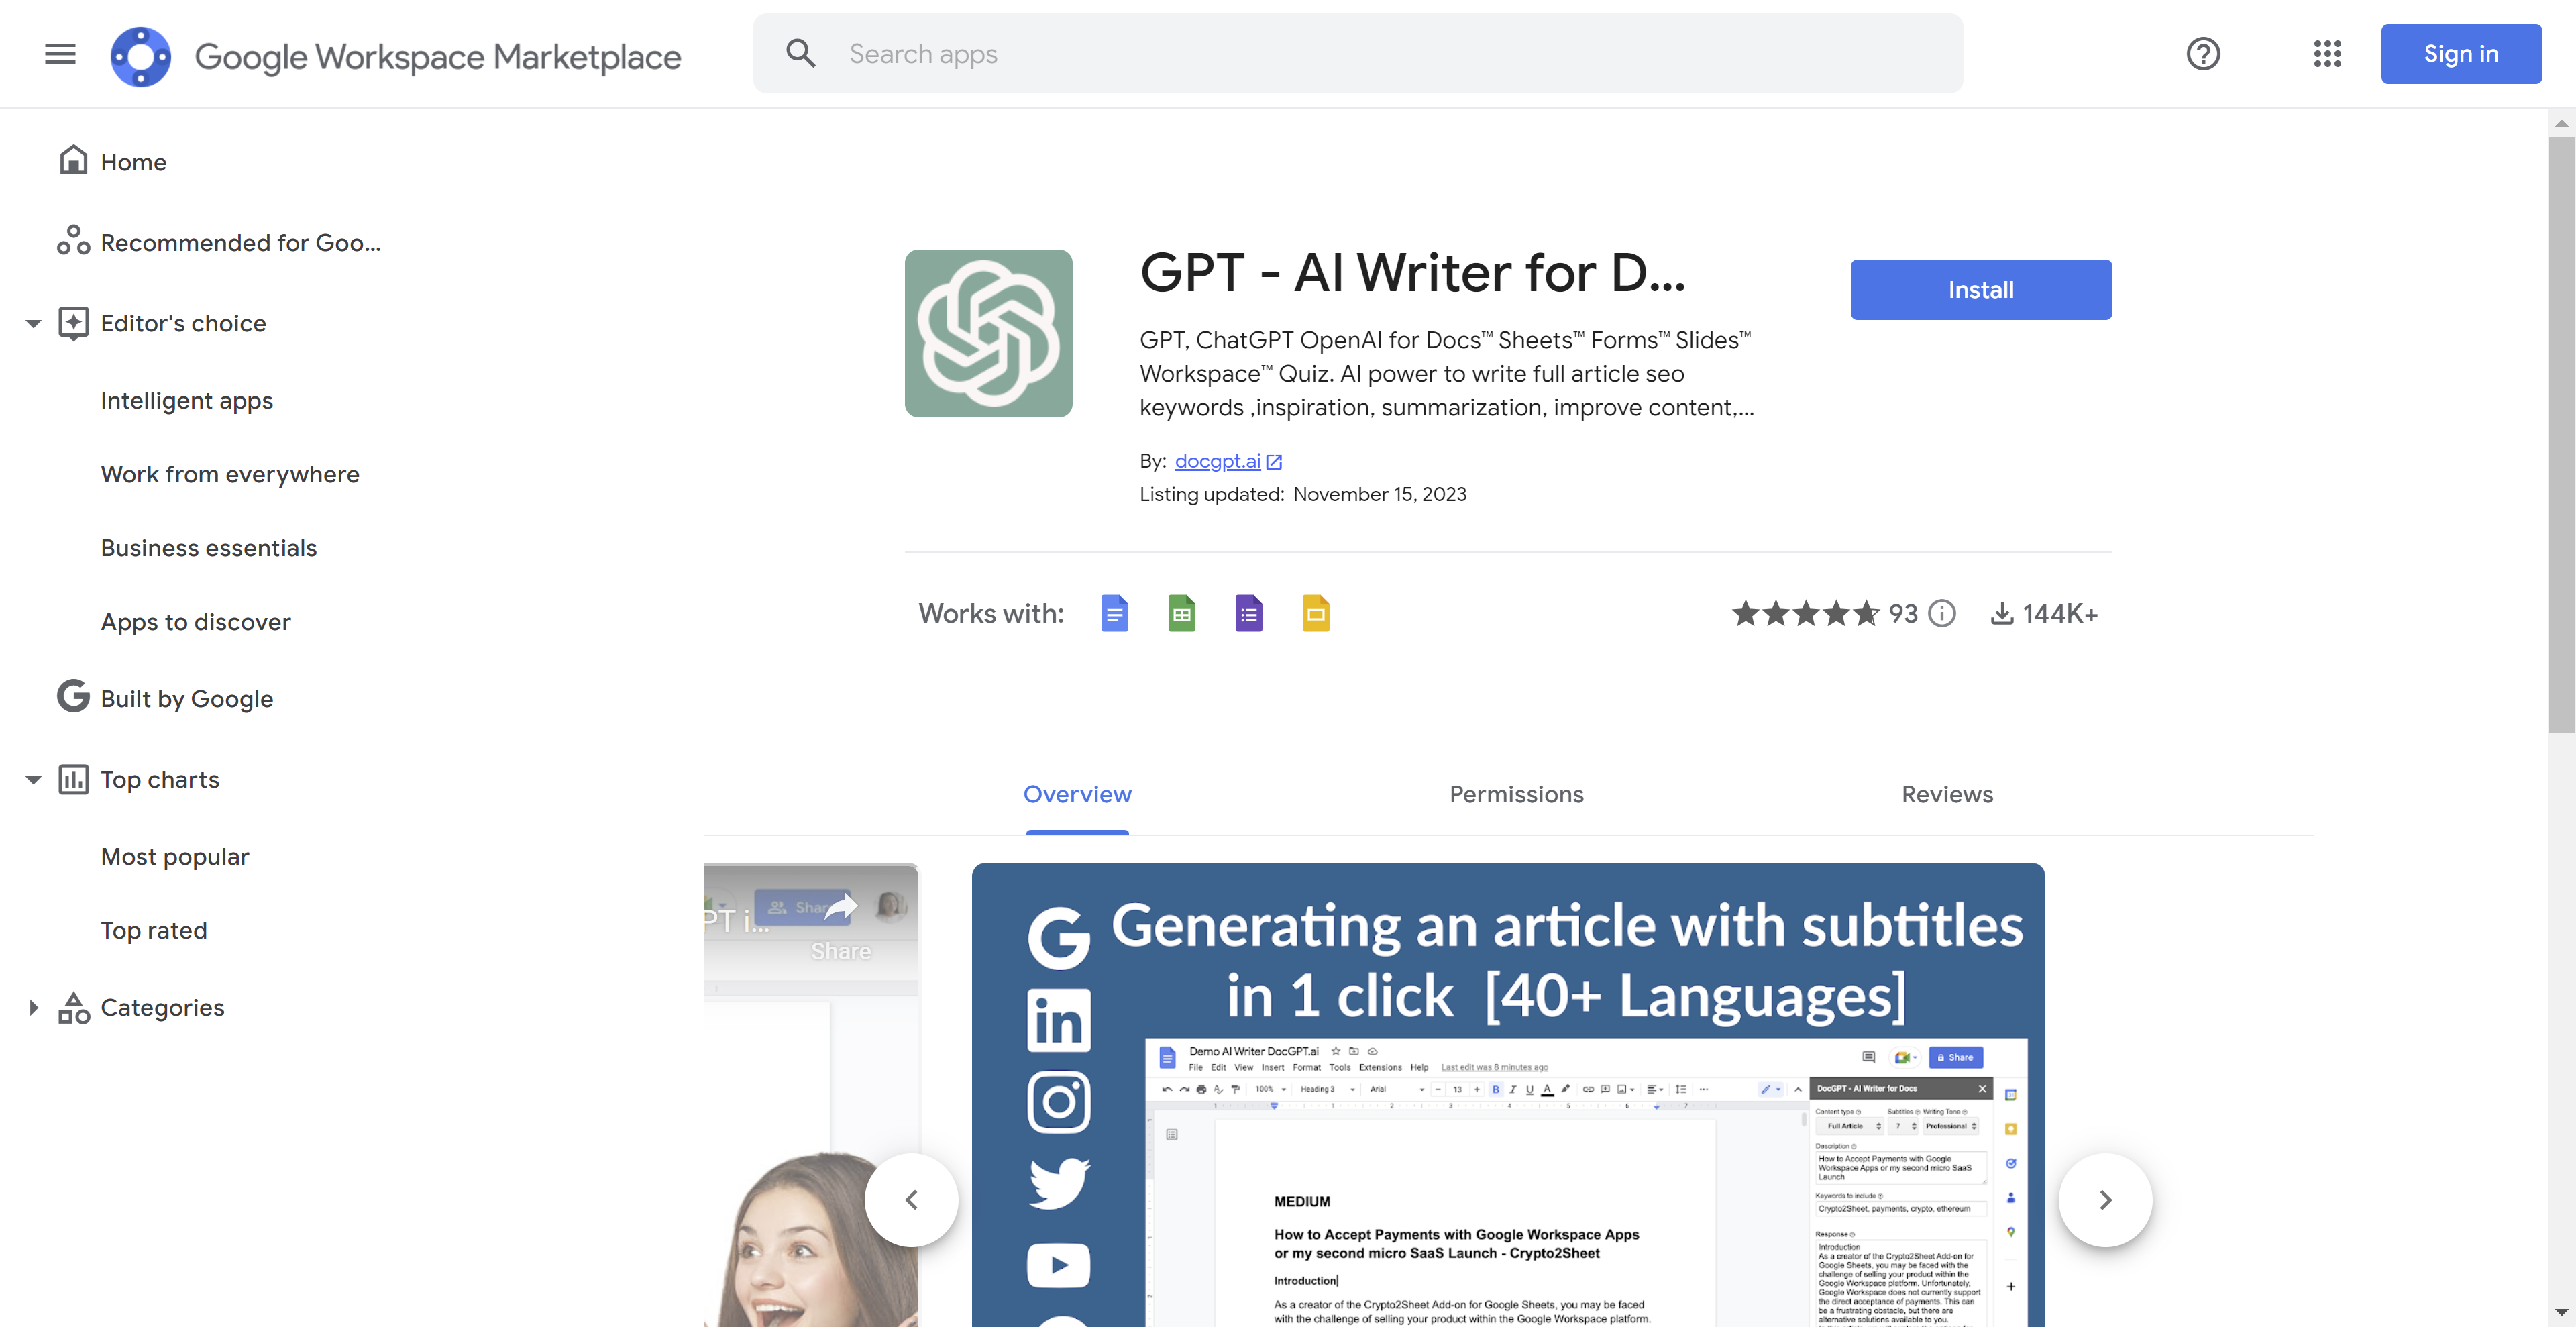 Google Workspace Marketplace
Search apps
Sign in
Home
Recommended for Goo...
Editor's choice
Intelligent apps
Work from everywhere
Business essentials
Apps to discover
Built by Google
Top charts
Most popular
Top rated
Categories
GPT - AI Writer for D...
Install
GPT, ChatGPT OpenAI for Docs™ Sheets™ Forms™ Slides™
Workspace™ Quiz. AI power to write full article seo
keywords ,inspiration, summarization, improve content,...
By: docgpt.ai
Listing updated: November 15, 2023
Works with:
93
144K+
Overview
Permissions
Reviews
PT i...
Share
Share
Generating an article with subtitles
in 1 click [40+ Languages]
in
Demo AI Writer DocGPT.ai
File Edit View Insert Format Tools Extensions Help Last edit was 8 minutes ago
Share
100% Heading 3 Arial 13
DocGPT - AI Writer for Docs
Content type Subtitles Writing Tone
Full Article 7 Professional
Description
How to Accept Payments with Google
Workspace Apps or my second micro SaaS
Launch
Keywords to include
Crypto2Sheet, payments, crypto, ethereum
Response
Introduction
As a creator of the Crypto2Sheet Add-on for
Google Sheets, you may be faced with the
challenge of selling your product within the
Google Workspace platform. Unfortunately,
Google Workspace does not currently support
the direct acceptance of payments. This can
be a frustrating obstacle, but there are
alternative solutions available to you.
MEDIUM
How to Accept Payments with Google Workspace Apps
or my second micro SaaS Launch - Crypto2Sheet
Introduction
As a creator of the Crypto2Sheet Add-on for Google Sheets, you may be faced
with the challenge of selling your product within the Google Workspace platform.